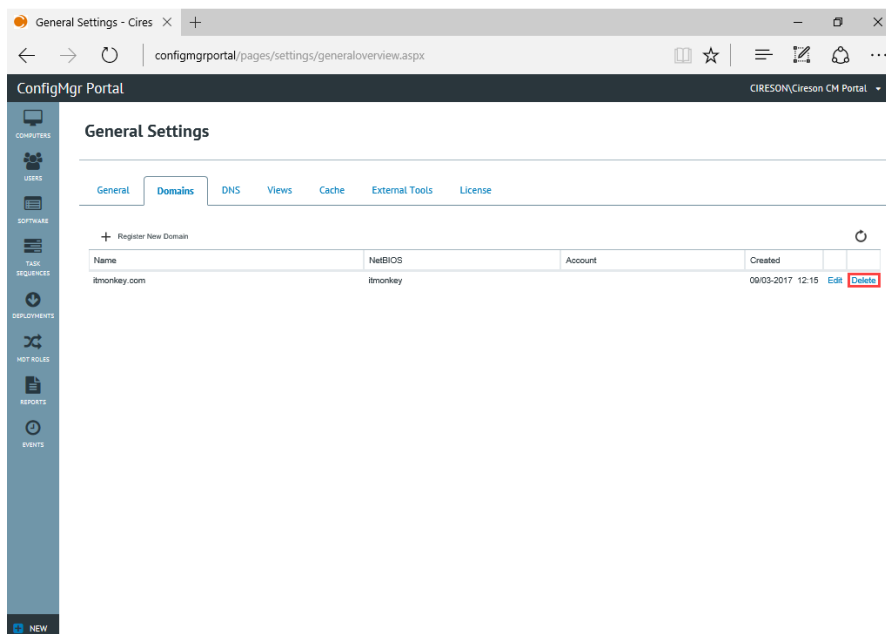 General Settings - Cires
configmgrportal/pages/settings/generaloverview.aspx
ConfigMgr Portal
CIRESON\Cireson CM Portal
COMPUTERS
USERS
SOFTWARE
TASK
SEQUENCES
DEPLOYMENTS
MDT ROLES
REPORTS
EVENTS
NEW
General Settings
General Domains DNS Views Cache External Tools License
Register New Domain
Name NetBIOS Account Created
itmonkey.com itmonkey 09/03-2017 12:15 Edit Delete